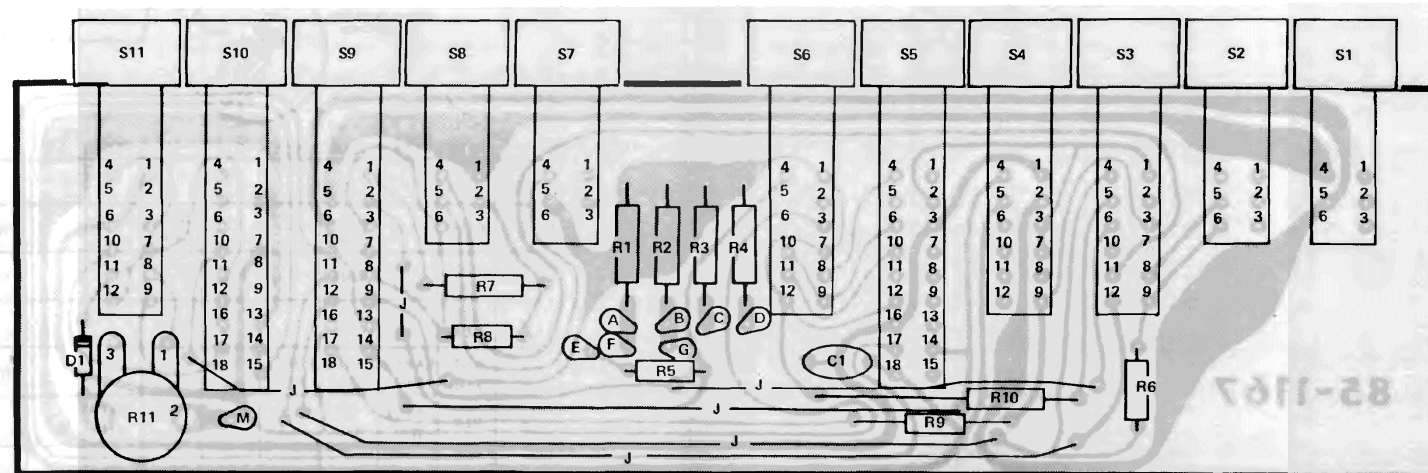 S11 S10 S9 S8 S7 S6 S5 S4 S3 S2 S1
4 1 4 1 4 1 4 1 4 1 4 1 4 1 4 1 4 1 4 1 4 1
5 2 5 2 5 2 5 2 5 2 5 2 5 2 5 2 5 2 5 2 5 2
6 3 6 3 6 3 6 3 6 3 6 3 6 3 6 3 6 3 6 3 6 3
10 7 10 7 10 7 R1 R2 R3 R4 10 7 10 7 10 7 10 7
11 8 11 8 11 8 11 8 11 8 11 8 11 8
12 9 12 9 12 9 J R7 12 9 12 9 12 9 12 9
16 13 16 13 A B C D 16 13
D1 3 1 17 14 17 14 R8 E F G 17 14
18 15 18 15 R5 C1 18 15
J J R6
R11 2 M J R10
R9
J
J
85-1167